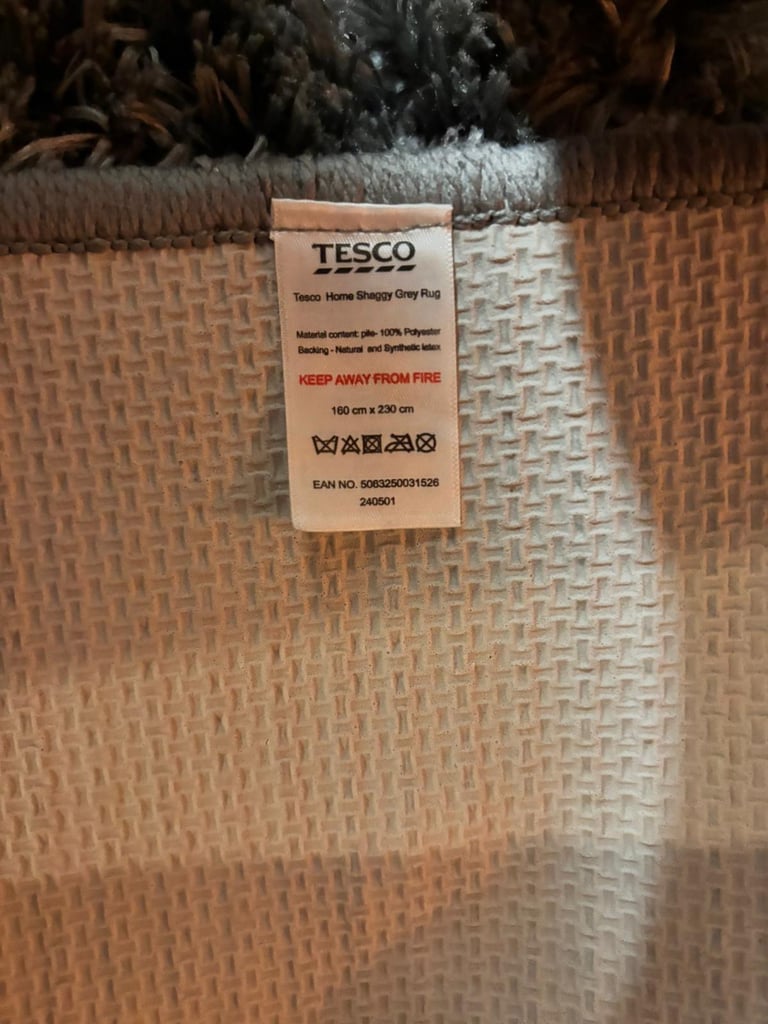 TESCO
Tesco Home Shaggy Grey Rug
Material content: pile- 100% Polyester
Backing - Natural and Synthetic latex
KEEP AWAY FROM FIRE
160 cm x 230 cm
EAN NO. 5063250031526
240501